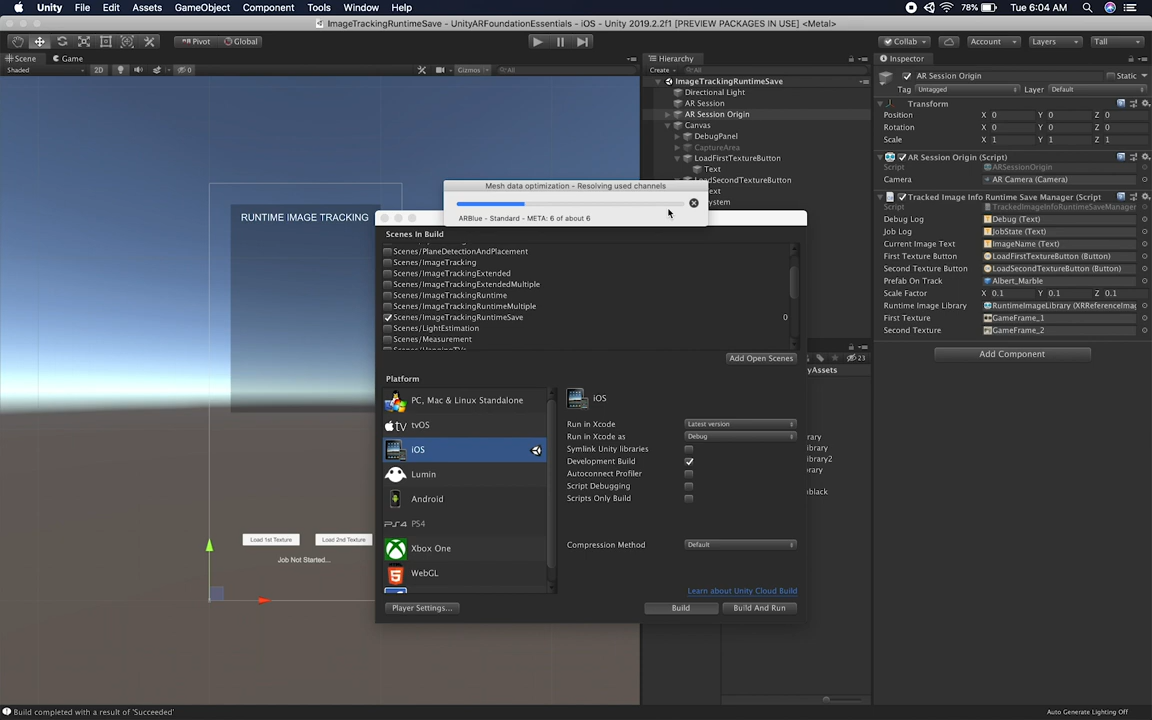 Unity File Edit Assets GameObject Component Tools Window Help 78% Tue 6:04 AM
ImageTrackingRuntimeSave - UnityARFoundationEssentials - iOS - Unity 2019.2.2f1 [PREVIEW PACKAGES IN USE] <Metal>
Pivot Global Collab Account Layers Tall
Scene Game Hierarchy Inspector
Shaded 2D 0 Gizmos All Create All
ImageTrackingRuntimeSave
Directional Light
AR Session
AR Session Origin
Canvas
DebugPanel
CaptureArea
LoadFirstTextureButton
Text
LoadSecondTextureButton
AR Session Origin Static
Tag Untagged Layer Default
Transform
Position X 0 Y 0 Z 0
Rotation X 0 Y 0 Z 0
Scale X 1 Y 1 Z 1
AR Session Origin (Script)
Script ARSessionOrigin
Camera AR Camera (Camera)
Tracked Image Info Runtime Save Manager (Script
Script TrackedImageInfoRuntimeSaveManager
Debug Log Debug (Text)
Job Log JobState (Text)
Current Image Text ImageName (Text)
First Texture Button LoadFirstTextureButton (Button)
Second Texture Button LoadSecondTextureButton (Button)
Prefab On Track Albert_Marble
Scale Factor X 0.1 Y 0.1 Z 0.1
Runtime Image Library RuntimeImageLibrary (XRReferenceImag
First Texture GameFrame_1
Second Texture GameFrame_2
Add Component
RUNTIME IMAGE TRACKING
Load 1st Texture Load 2nd Texture
Job Not Started...
Mesh data optimization - Resolving used channels
ARBlue - Standard - META: 6 of about 6
Scenes In Build
Scenes/PlaneDetectionAndPlacement
Scenes/ImageTracking
Scenes/ImageTrackingExtended
Scenes/ImageTrackingExtendedMultiple
Scenes/ImageTrackingRuntime
Scenes/ImageTrackingRuntimeMultiple
Scenes/ImageTrackingRuntimeSave 0
Scenes/LightEstimation
Scenes/Measurement
Add Open Scenes
Platform
PC, Mac & Linux Standalone
tvOS
iOS
Lumin
Android
PS4
Xbox One
WebGL
iOS
Run in Xcode Latest version
Run in Xcode as Debug
Symlink Unity libraries
Development Build
Autoconnect Profiler
Script Debugging
Scripts Only Build
Compression Method Default
Learn about Unity Cloud Build
Player Settings... Build Build And Run
23
yAssets
rary
ibrary
ibrary2
rary
black
Build completed with a result of 'Succeeded' Auto Generate Lighting Off